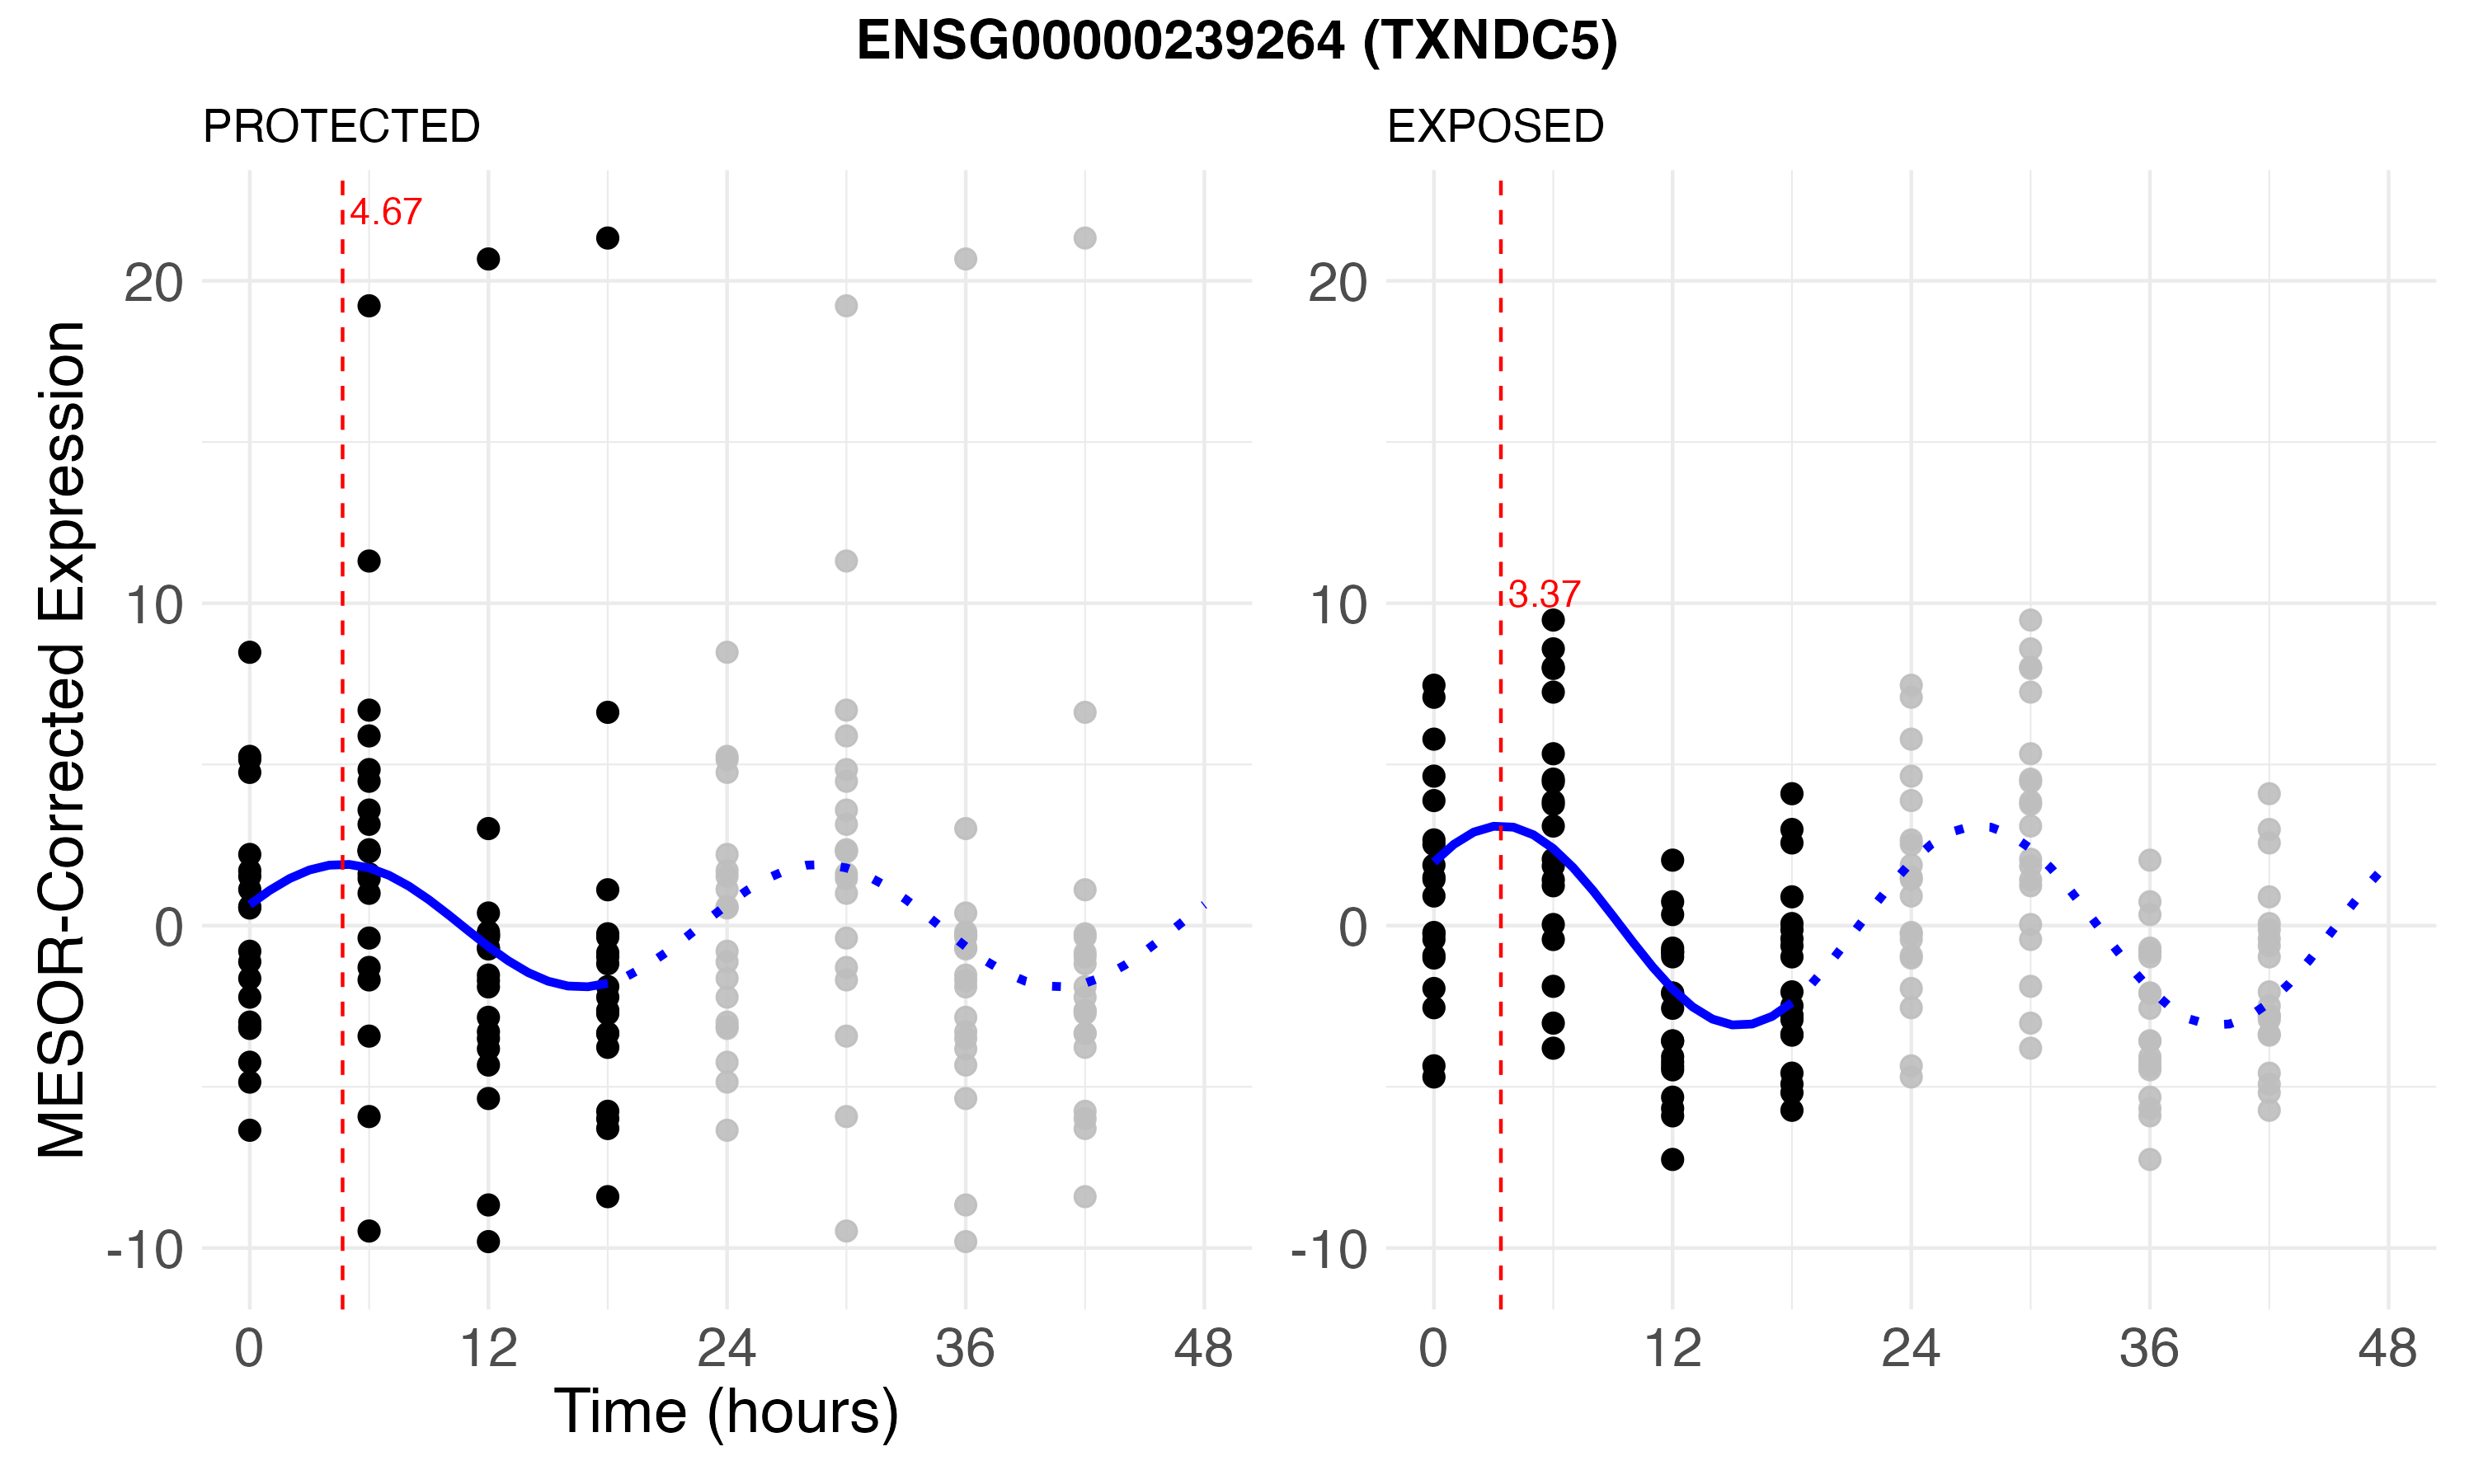 ENSG00000239264 (TXNDC5)
PROTECTED
EXPOSED
MESOR-Corrected Expression
20
10
0
-10
4.67
0 12 24 36 48
Time (hours)
20
10
0
-10
3.37
0 12 24 36 48